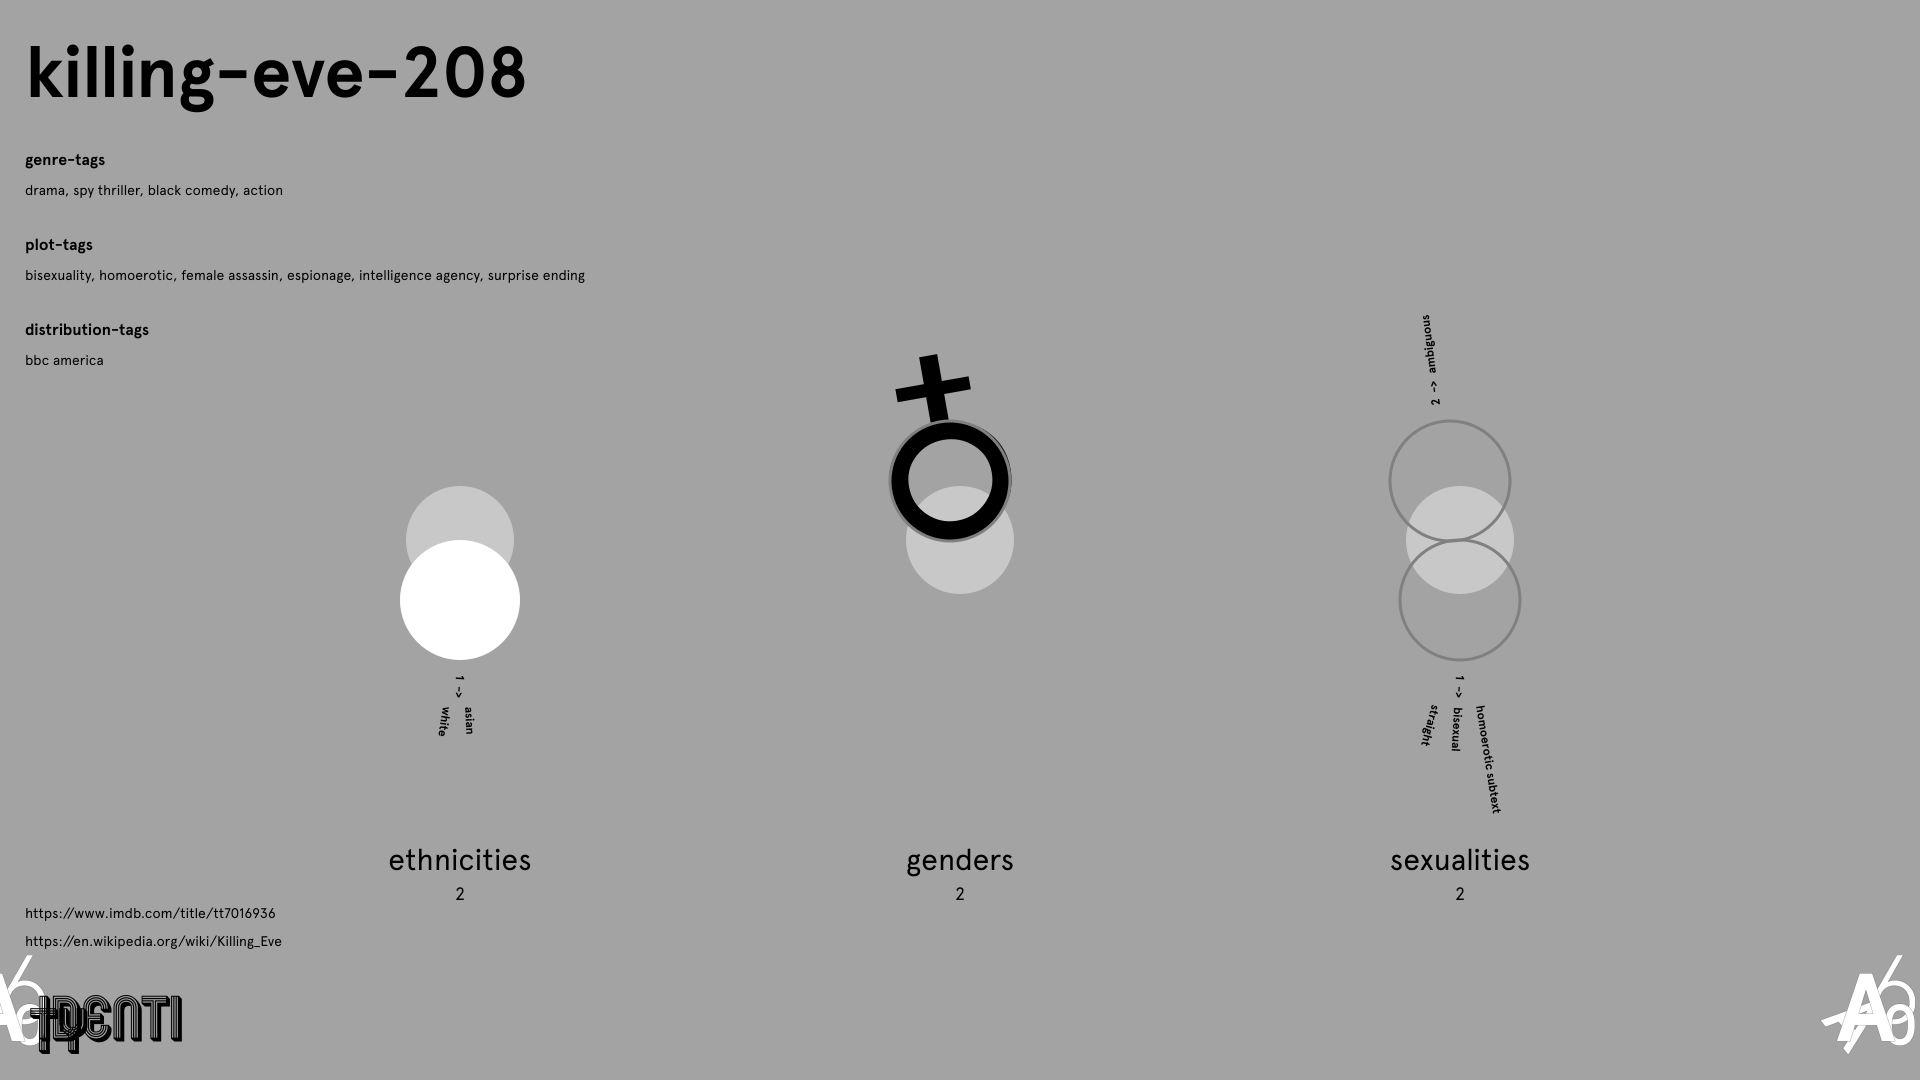 killing-eve-208
genre-tags
drama, spy thriller, black comedy, action
plot-tags
bisexuality, homoerotic, female assassin, espionage, intelligence agency, surprise ending
distribution-tags
bbc america
1 ->
white
asian
2 -> ambiguous
1 ->
straight
bisexual
homoerotic subtext
ethnicities
2
genders
2
sexualities
2
https://www.imdb.com/title/tt7016936
https://en.wikipedia.org/wiki/Killing_Eve
IDENTI